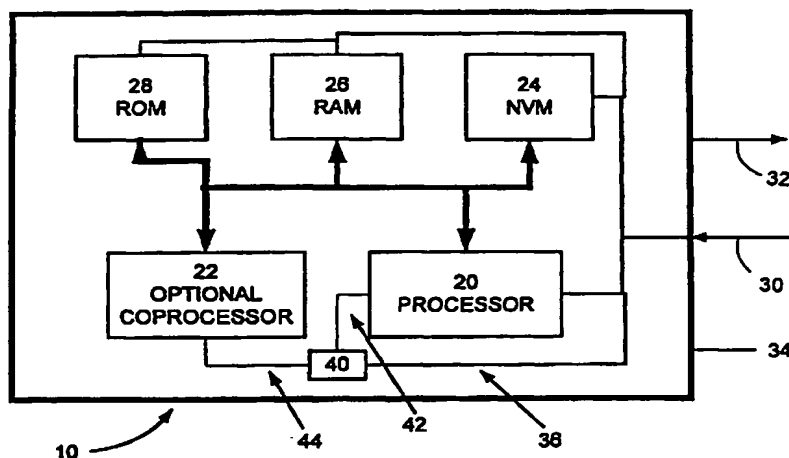 28
ROM
26
RAM
24
NVM
32
22
OPTIONAL
COPROCESSOR
20
PROCESSOR
30
40
34
10
44
42
38